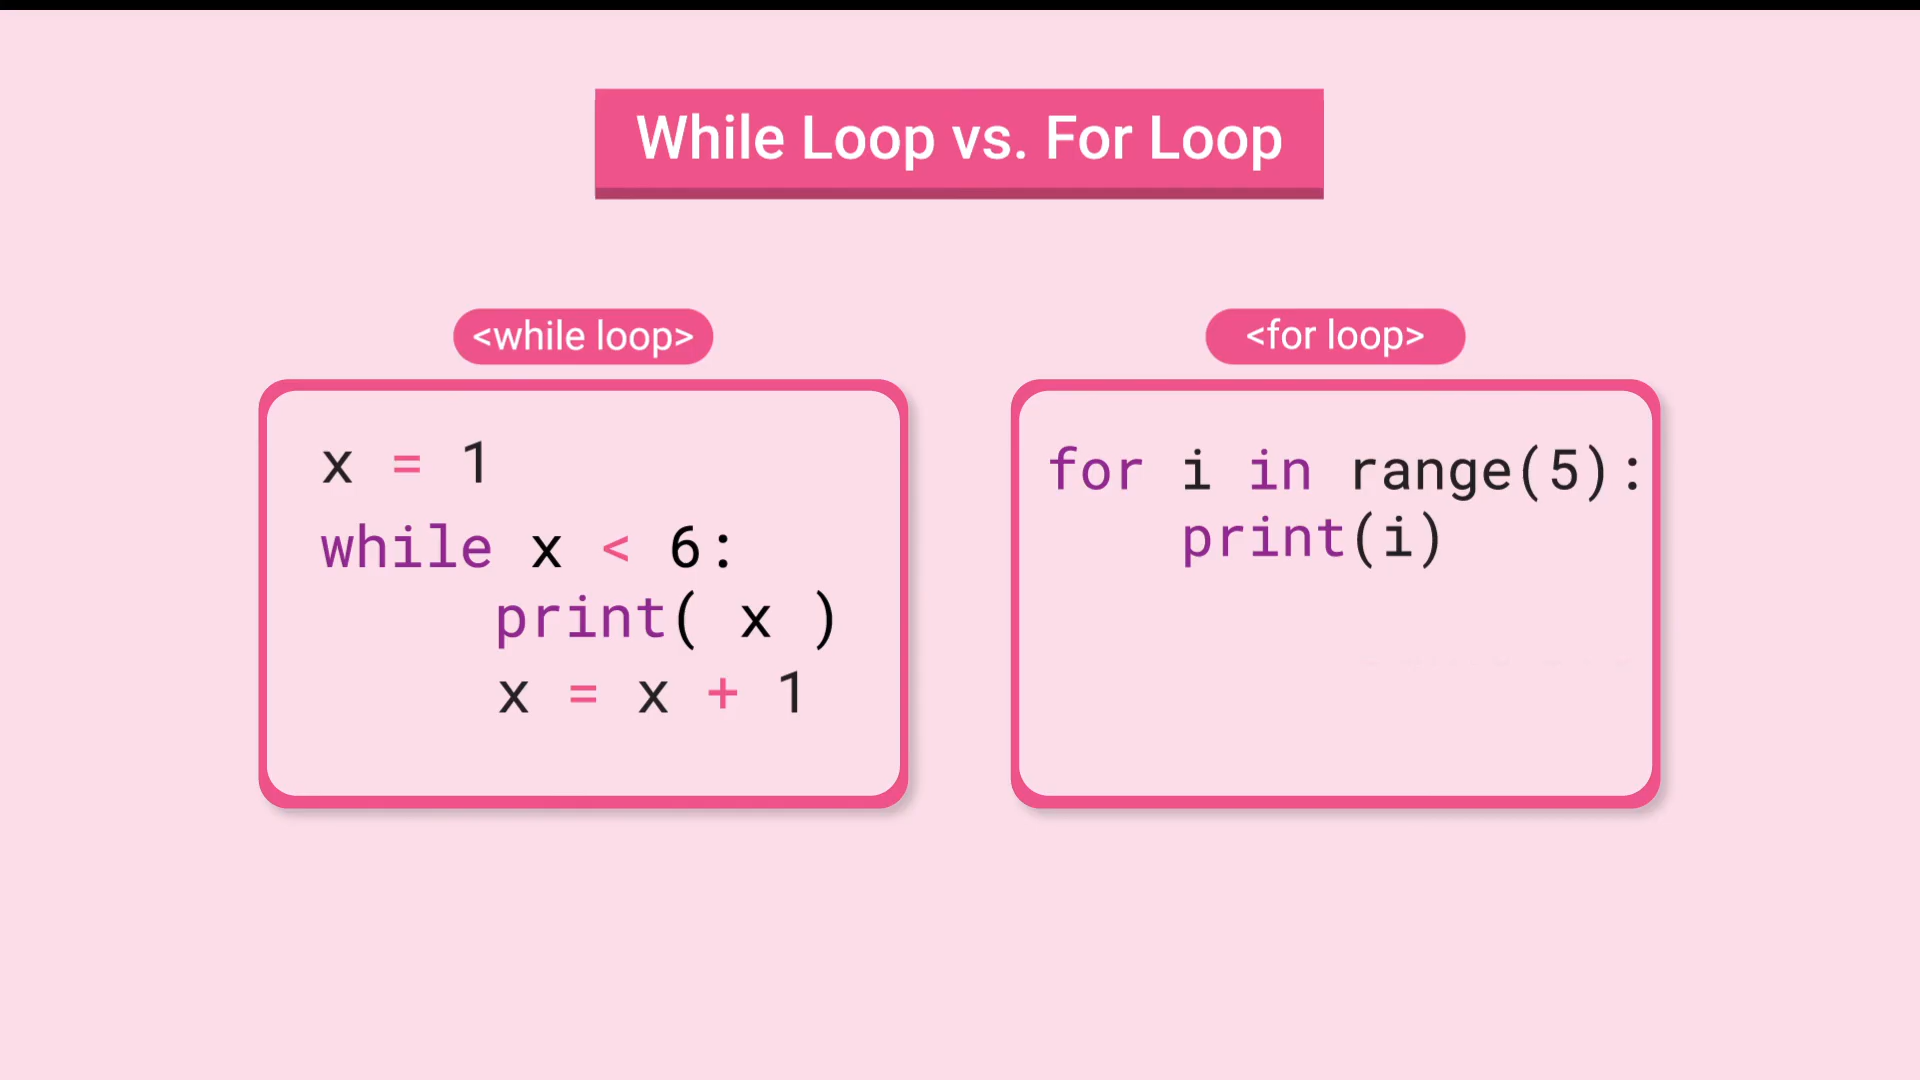 While Loop vs. For Loop
<while loop>
x = 1
while x < 6:
print( x )
x = x + 1
<for loop>
for i in range(5):
print(i)